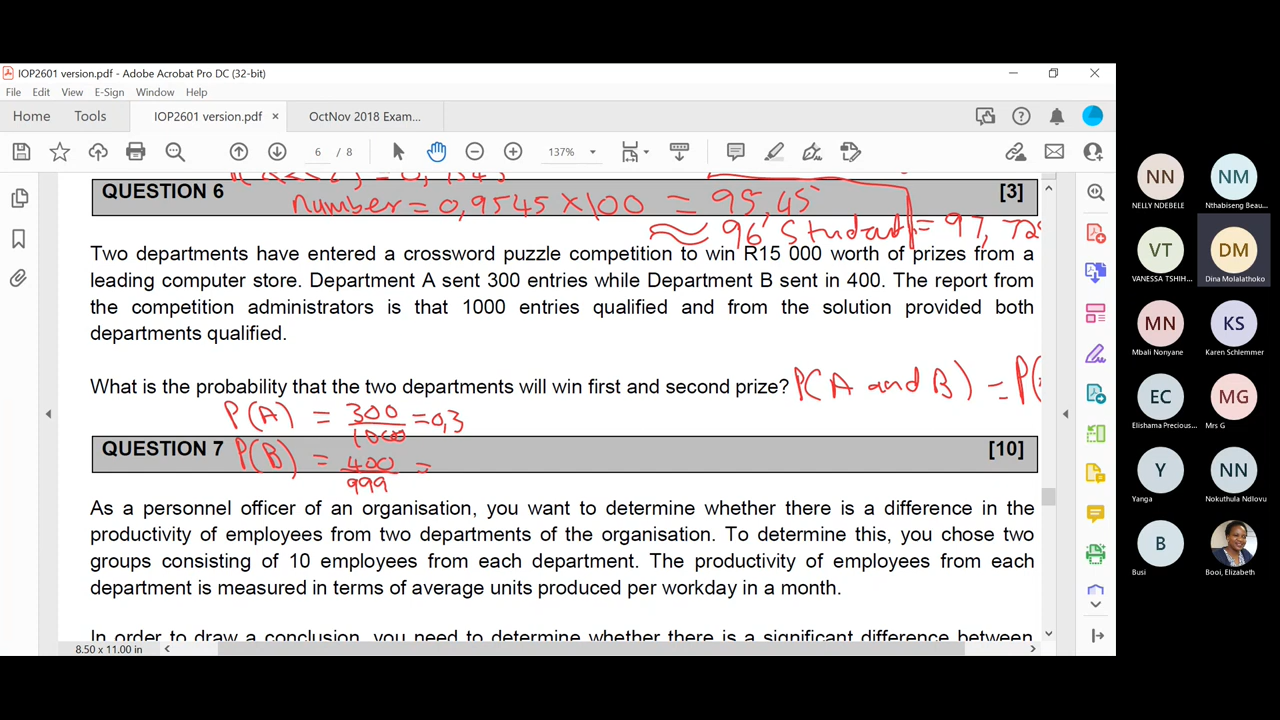 IOP2601 version.pdf - Adobe Acrobat Pro DC (32-bit)
File Edit View E-Sign Window Help
Home Tools IOP2601 version.pdf × OctNov 2018 Exam...
6 / 8 137%
QUESTION 6 [3]
number = 0,9545 × 100 = 95,45
≈ 96 Students = 97, 72
Two departments have entered a crossword puzzle competition to win R15 000 worth of prizes from a
leading computer store. Department A sent 300 entries while Department B sent in 400. The report from
the competition administrators is that 1000 entries qualified and from the solution provided both
departments qualified.
What is the probability that the two departments will win first and second prize? P(A and B) = P(
P(A) = 300/1000 = 0,3
QUESTION 7 [10]
P(B) = 400/999 =
As a personnel officer of an organisation, you want to determine whether there is a difference in the
productivity of employees from two departments of the organisation. To determine this, you chose two
groups consisting of 10 employees from each department. The productivity of employees from each
department is measured in terms of average units produced per workday in a month.
In order to draw a conclusion, you need to determine whether there is a significant difference between
8.50 x 11.00 in
NN NM
NELLY NDEBELE Nthabiseng Beau...
VT DM
VANESSA TSHIH... Dina Molalathoko
MN KS
Mbali Nonyane Karen Schlemmer
EC MG
Elishama Precious... Mrs G
Y NN
Yanga Nokuthula Ndlovu
B
Busi Booi, Elizabeth